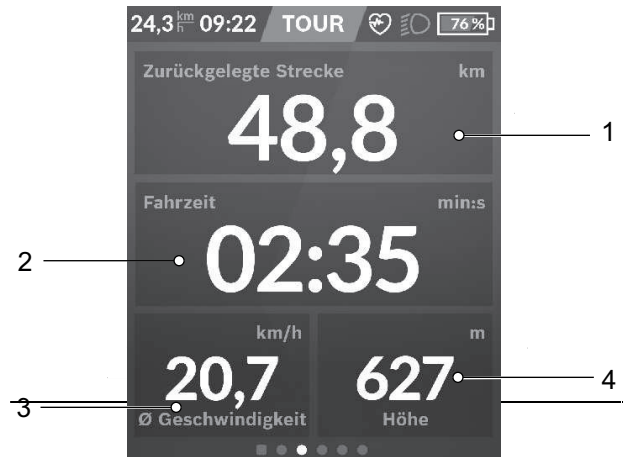 24,3 km/h 09:22 TOUR 76 %
Zurückgelegte Strecke km
48,8
1
Fahrzeit min:s
02:35
2
km/h m
20,7 627
3 4
Ø Geschwindigkeit Höhe